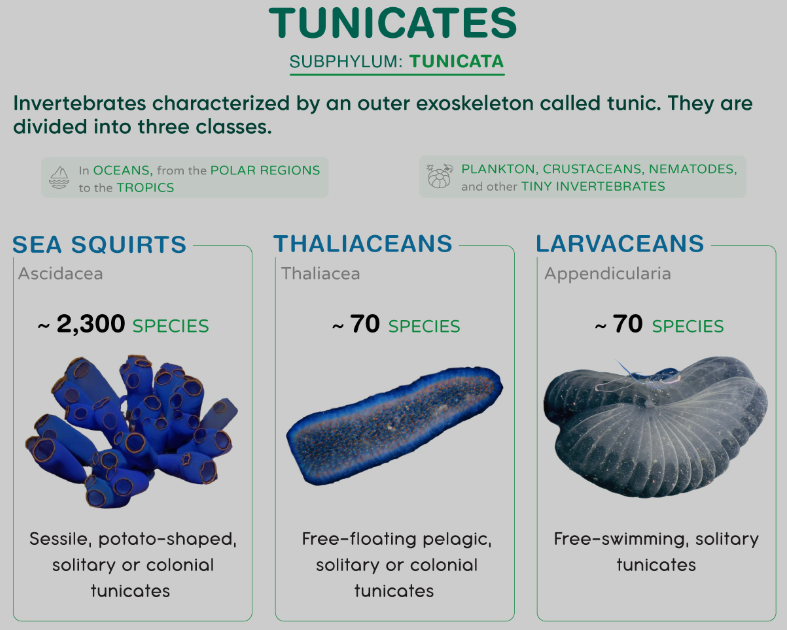 TUNICATES
SUBPHYLUM: TUNICATA
Invertebrates characterized by an outer exoskeleton called tunic. They are
divided into three classes.
In OCEANS, from the POLAR REGIONS
to the TROPICS
PLANKTON, CRUSTACEANS, NEMATODES,
and other TINY INVERTEBRATES
SEA SQUIRTS
Ascidacea
~ 2,300 SPECIES
Sessile, potato-shaped,
solitary or colonial
tunicates
THALIACEANS
Thaliacea
~ 70 SPECIES
Free-floating pelagic,
solitary or colonial
tunicates
LARVACEANS
Appendicularia
~ 70 SPECIES
Free-swimming, solitary
tunicates